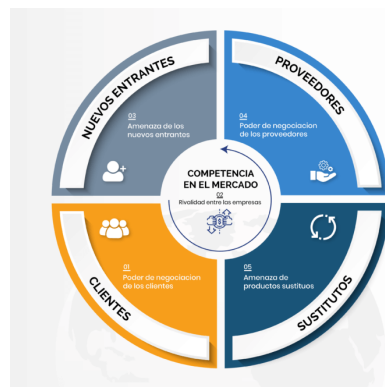 NUEVOS ENTRANTES
03
Amenaza de los
nuevos entrantes
PROVEEDORES
04
Poder de negociacion
de los proveedores
COMPETENCIA
EN EL MERCADO
02
Rivalidad entre las empresas
CLIENTES
01
Poder de negociacion
de los clientes
SUSTITUTOS
05
Amenaza de
productos sustituos